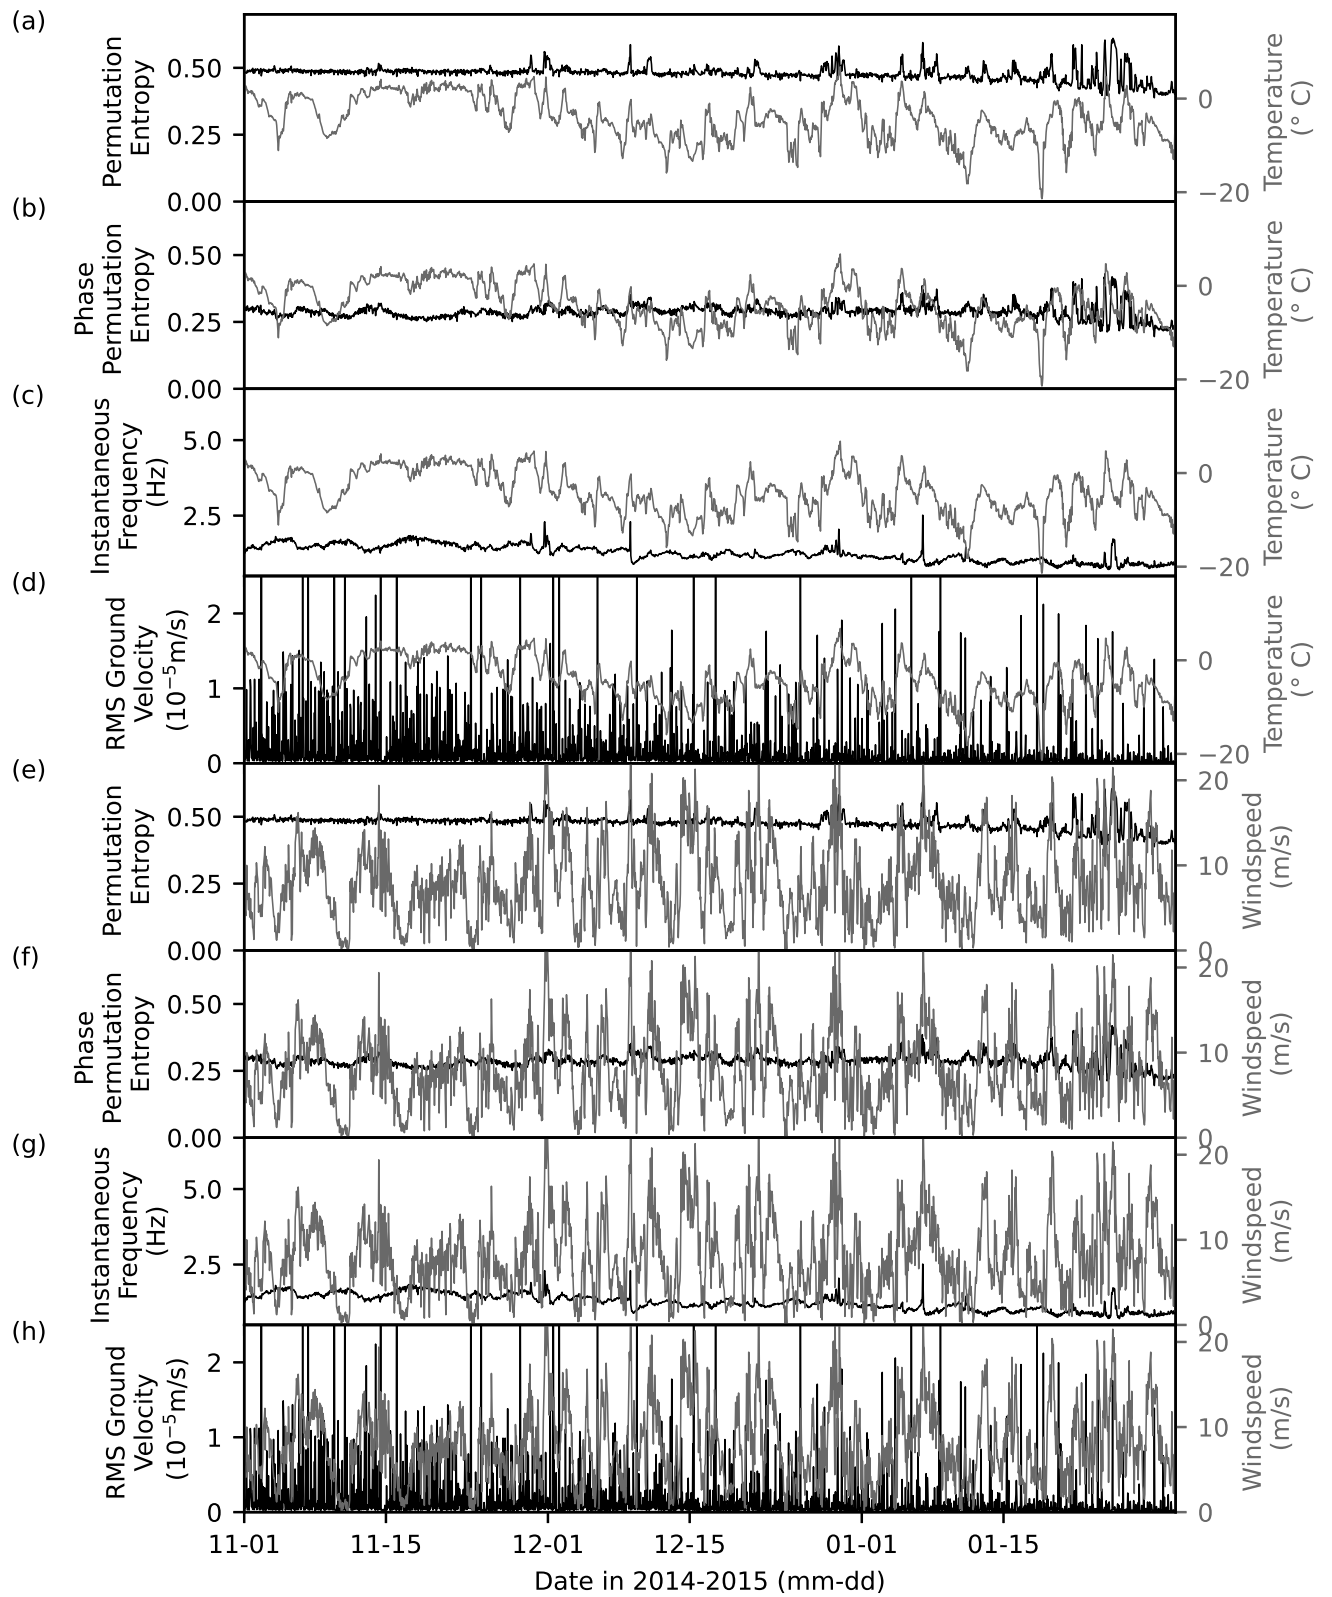 (a)
Permutation
Entropy
0.50
0.25
0.00
0
−20
Temperature
(° C)
(b)
Phase
Permutation
Entropy
0.50
0.25
0.00
0
−20
Temperature
(° C)
(c)
Instantaneous
Frequency
(Hz)
5.0
2.5
0
−20
Temperature
(° C)
(d)
RMS Ground
Velocity
(10⁻⁵m/s)
2
1
0
0
−20
Temperature
(° C)
(e)
Permutation
Entropy
0.50
0.25
0.00
20
10
0
Windspeed
(m/s)
(f)
Phase
Permutation
Entropy
0.50
0.25
0.00
20
10
0
Windspeed
(m/s)
(g)
Instantaneous
Frequency
(Hz)
5.0
2.5
20
10
0
Windspeed
(m/s)
(h)
RMS Ground
Velocity
(10⁻⁵m/s)
2
1
0
20
10
0
Windspeed
(m/s)
11-01 11-15 12-01 12-15 01-01 01-15
Date in 2014-2015 (mm-dd)